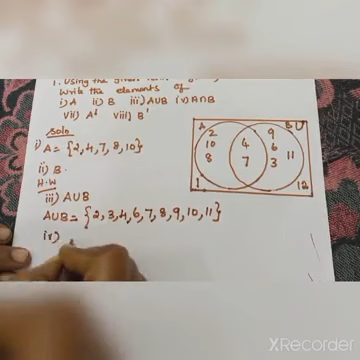 1. Using the given
Write the elements of
i) A ii) B iii) A∪B iv) A∩B
vii) A' viii) B'
Soln
i) A = {2,4,7,8,10}
ii) B.
H.W
iii) A∪B
A∪B = {2,3,4,6,7,8,9,10,11}
iv)
A B U
2 9
10 4 6
8 7 3 11
1 12
XRecorder